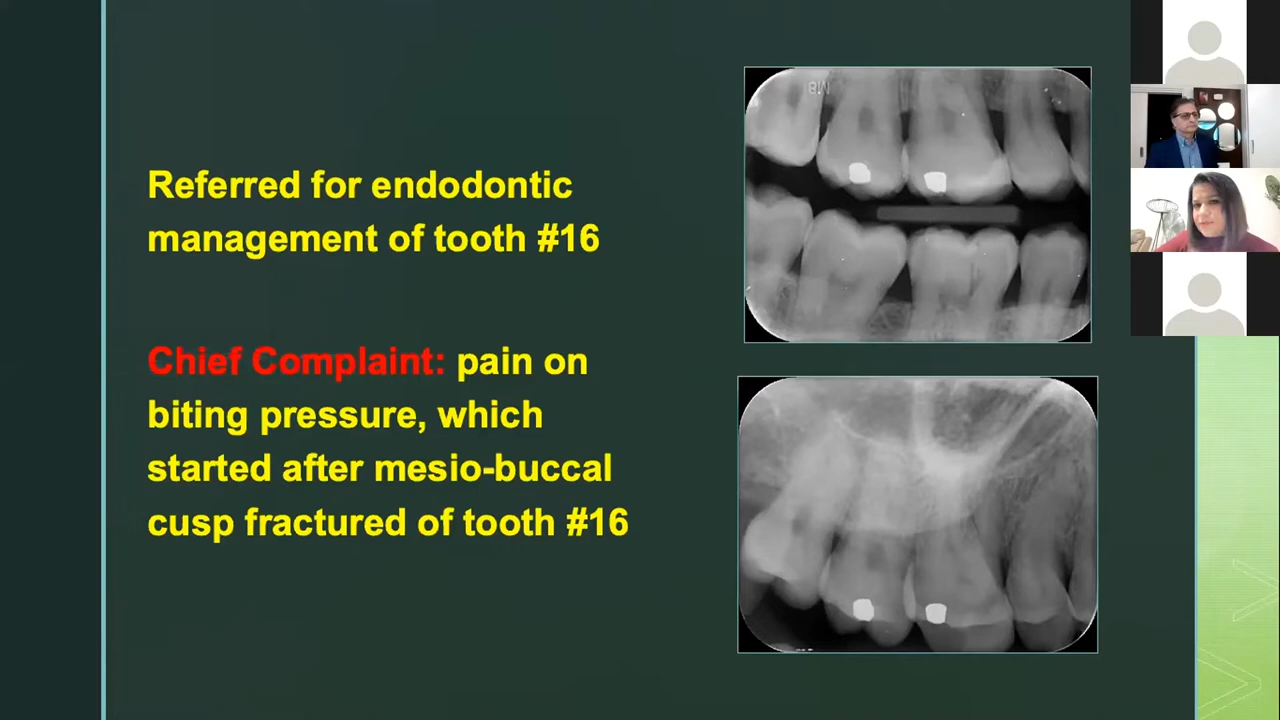 Referred for endodontic
management of tooth #16
Chief Complaint: pain on
biting pressure, which
started after mesio-buccal
cusp fractured of tooth #16